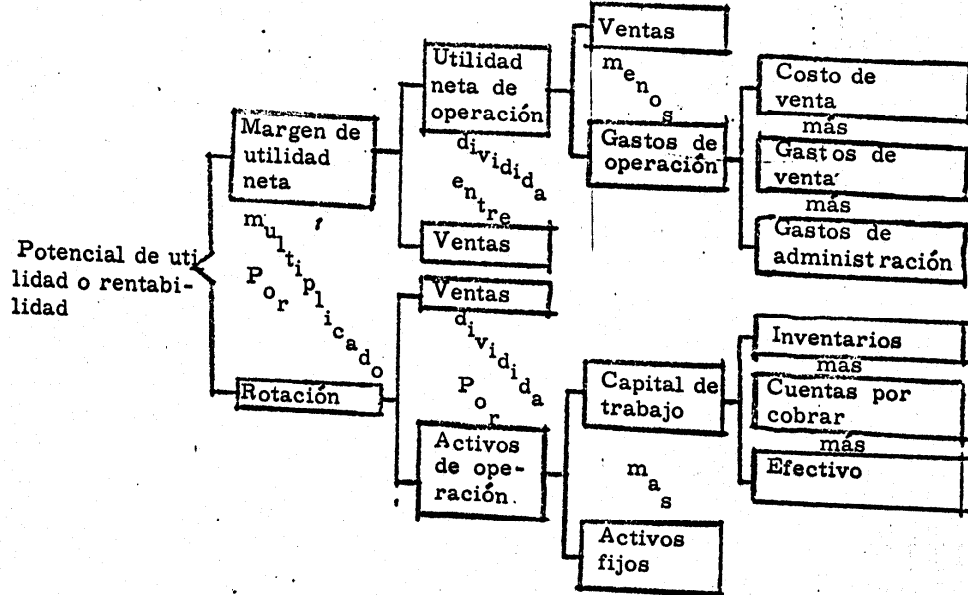 Potencial de uti
lidad o rentabi-
lidad
Margen de
utilidad
neta
multiplicado
Por
Rotación
Utilidad
neta de
operación
dividida
entre
Ventas
Ventas
dividida
Por
Activos
de ope-
ración.
Ventas
menos
Gastos de
operación
Costo de
venta
más
Gastos de
venta
más
Gastos de
administración
Capital de
trabajo
mas
Activos
fijos
Inventarios
más
Cuentas por
cobrar
más
Efectivo